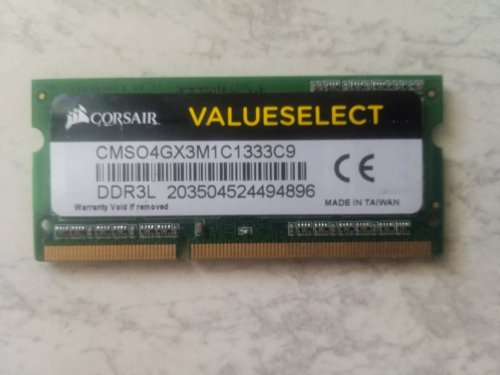 CORSAIR
VALUESELECT
CMSO4GX3M1C1333C9
DDR3L 203504524494896
Warranty Void if removed
MADE IN TAIWAN
CE